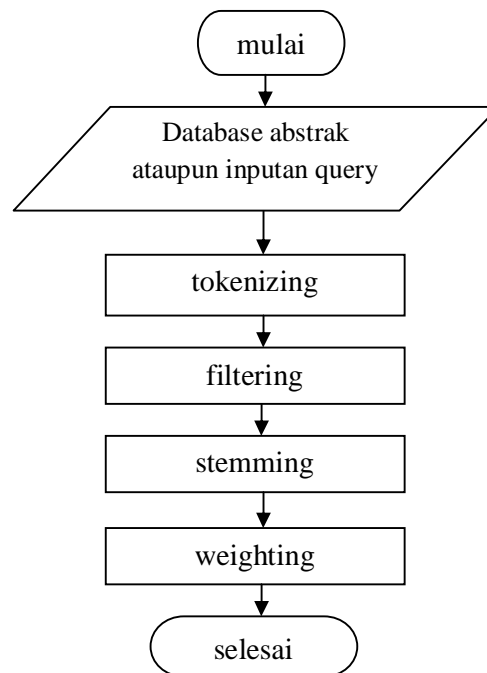 mulai
Database abstrak
ataupun inputan query
tokenizing
filtering
stemming
weighting
selesai